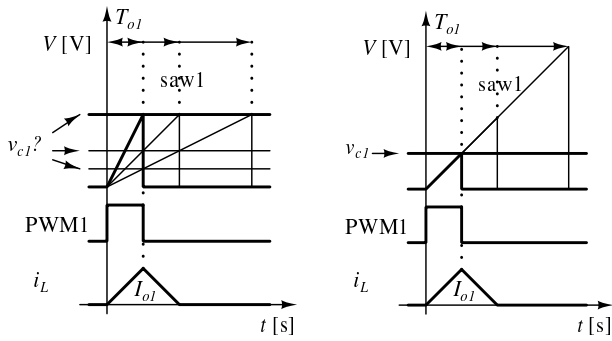 T_o1
V [V]
saw1
v_c1?
PWM1
i_L
I_o1
t [s]
T_o1
V [V]
saw1
v_c1
PWM1
i_L
I_o1
t [s]